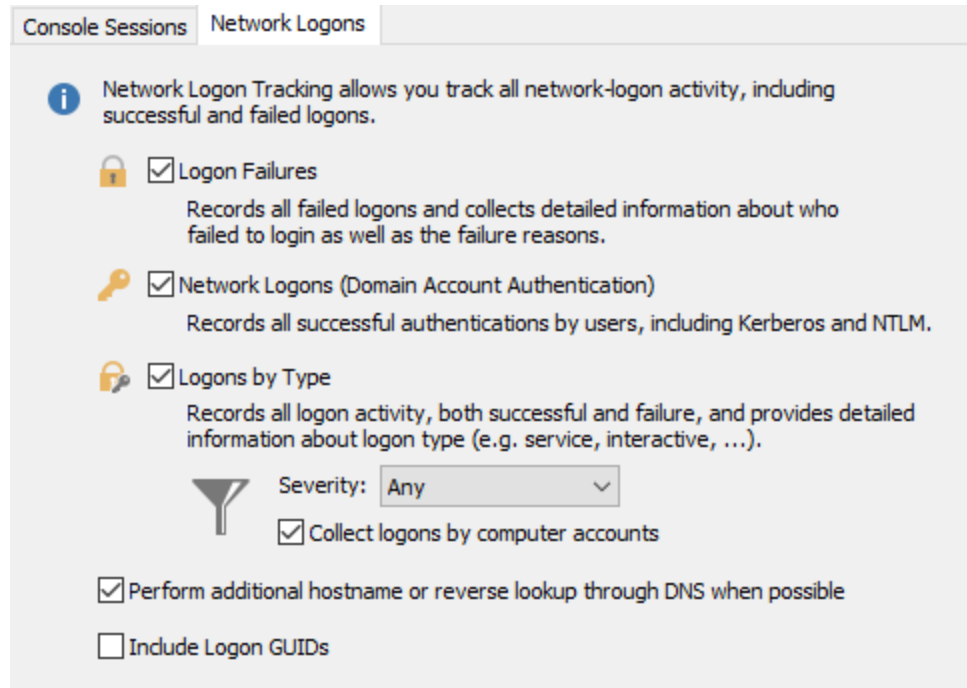 Console Sessions
Network Logons
Network Logon Tracking allows you track all network-logon activity, including
successful and failed logons.
Logon Failures
Records all failed logons and collects detailed information about who
failed to login as well as the failure reasons.
Network Logons (Domain Account Authentication)
Records all successful authentications by users, including Kerberos and NTLM.
Logons by Type
Records all logon activity, both successful and failure, and provides detailed
information about logon type (e.g. service, interactive, ...).
Severity: Any
Collect logons by computer accounts
Perform additional hostname or reverse lookup through DNS when possible
Include Logon GUIDs